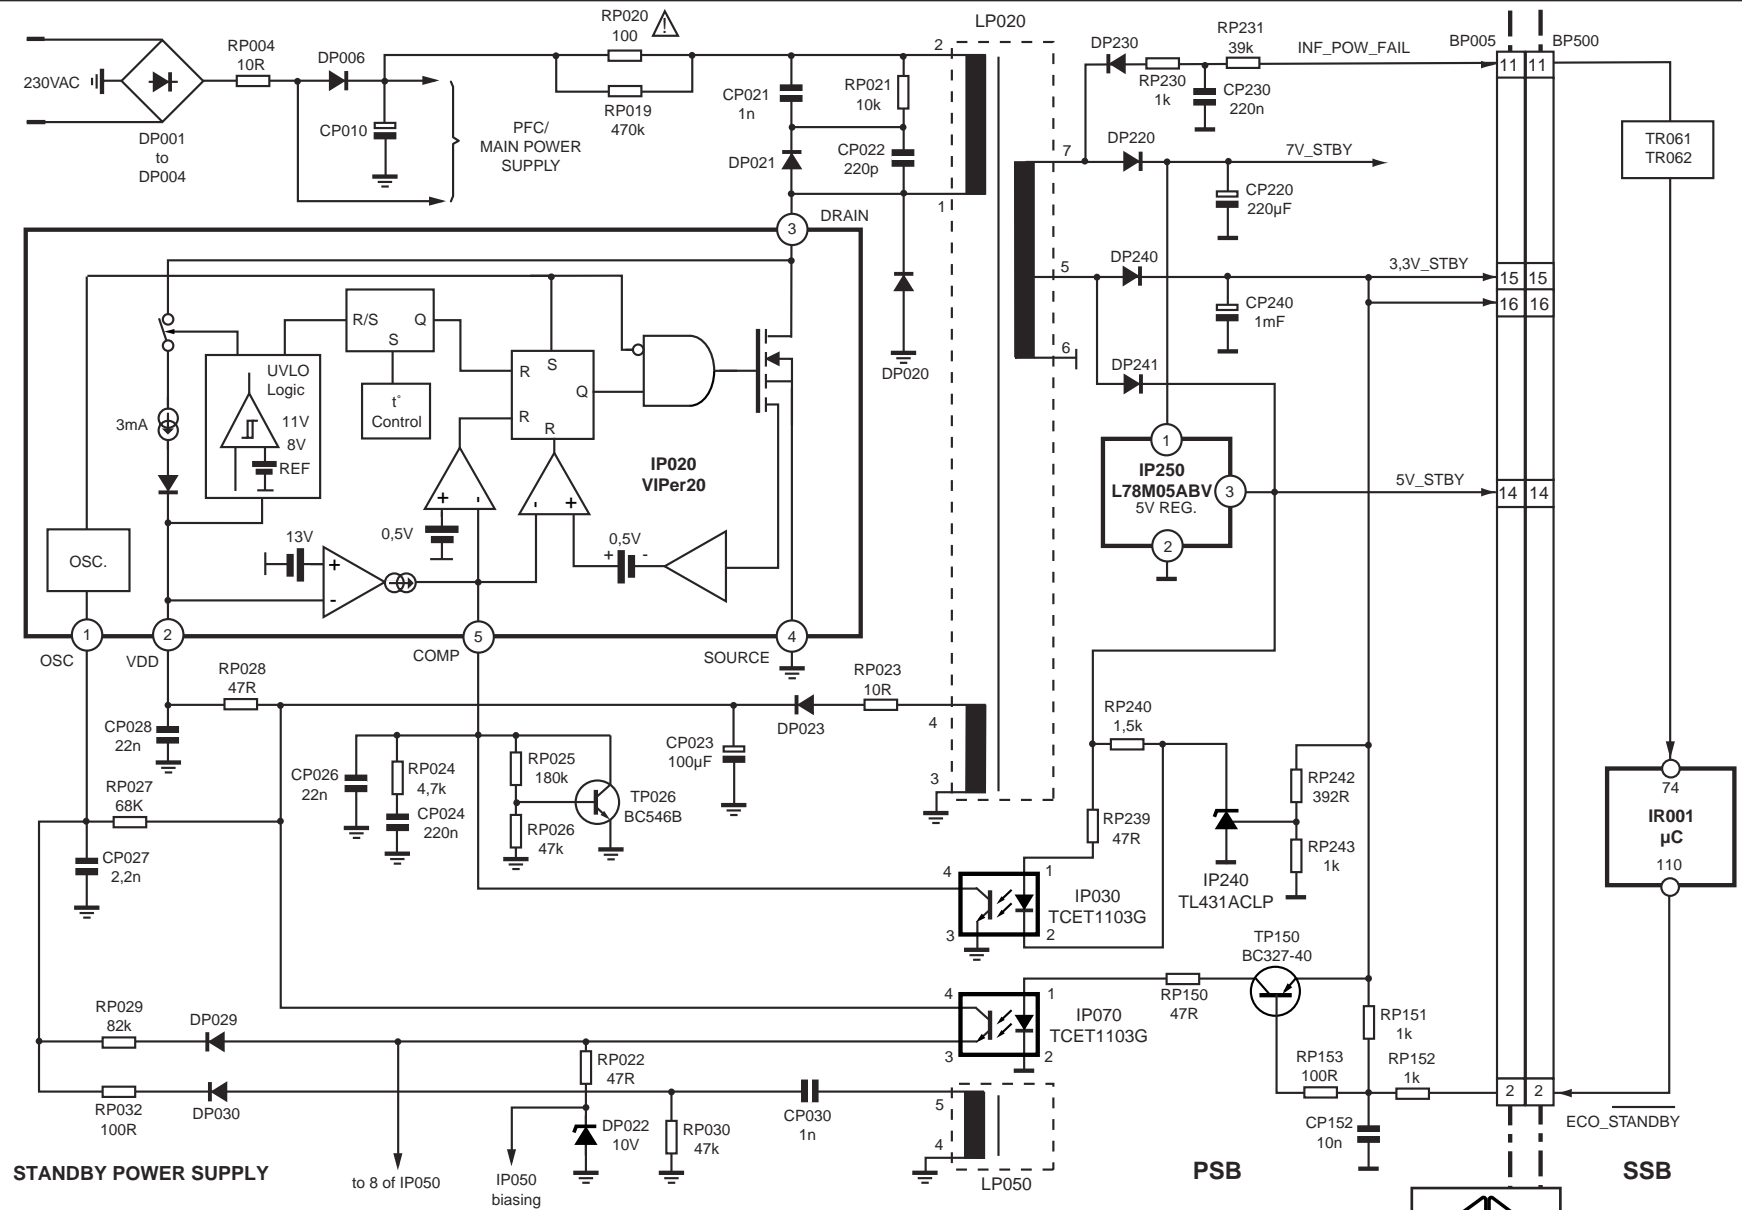 RP020
100
LP020
RP231
39k
RP004
10R
DP006
2
DP230
INF_POW_FAIL
BP005
BP500
11
11
230VAC
RP230
1k
CP230
220n
CP021
1n
RP021
10k
RP019
470k
CP010
PFC/
MAIN POWER
SUPPLY
DP001
to
DP004
DP021
CP022
220p
7
DP220
7V_STBY
TR061
TR062
CP220
220µF
1
DRAIN
3
5
DP240
3,3V_STBY
15
15
16
16
CP240
1mF
R/S
Q
S
UVLO
Logic
11V
8V
REF
t°
Control
3mA
R
S
Q
R
R
6
DP020
DP241
IP020
VIPer20
1
IP250
L78M05ABV
5V REG.
3
2
5V_STBY
14
14
+
-
-
+
0,5V
13V
+
-
0,5V
+
-
OSC.
1
2
5
4
OSC
VDD
COMP
SOURCE
RP028
47R
RP023
10R
DP023
4
RP240
1,5k
CP028
22n
CP023
100µF
RP025
180k
CP026
22n
RP024
4,7k
3
RP242
392R
74
IR001
µC
110
RP027
68K
TP026
BC546B
CP024
220n
RP026
47k
RP239
47R
RP243
1k
CP027
2,2n
4
1
IP030
TCET1103G
IP240
TL431ACLP
3
2
TP150
BC327-40
4
1
IP070
TCET1103G
3
2
RP150
47R
RP151
1k
RP029
82k
DP029
RP022
47R
RP153
100R
RP152
1k
2
2
RP032
100R
DP030
5
CP030
1n
DP022
10V
RP030
47k
4
CP152
10n
ECO_STANDBY
STANDBY POWER SUPPLY
to 8 of IP050
IP050
biasing
LP050
PSB
SSB